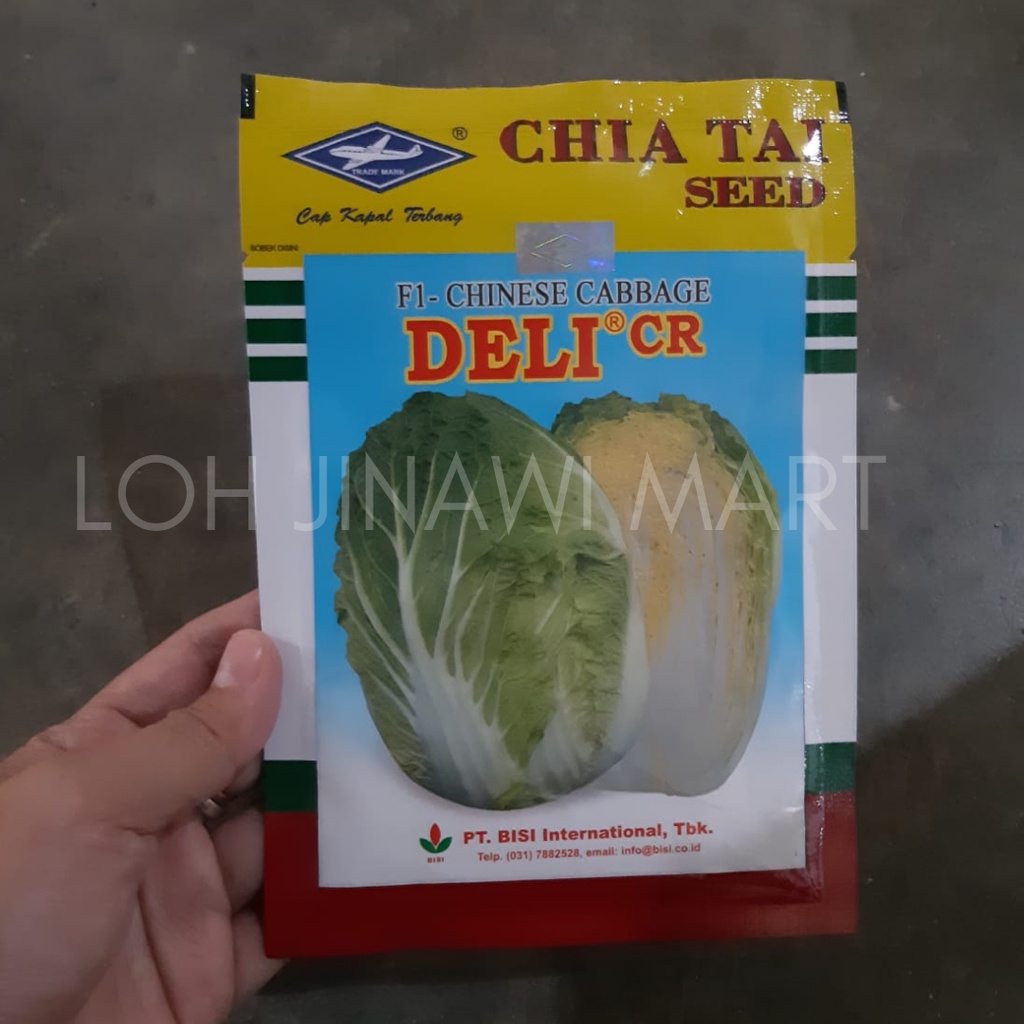 CHIA TAI
SEED
®
TRADE MARK
Cap Kapal Terbang
SOBEK DISINI
F1- CHINESE CABBAGE
DELI® CR
LOH JINAWI MART
BISI
PT. BISI International, Tbk.
Telp. (031) 7882528, email: info@bisi.co.id